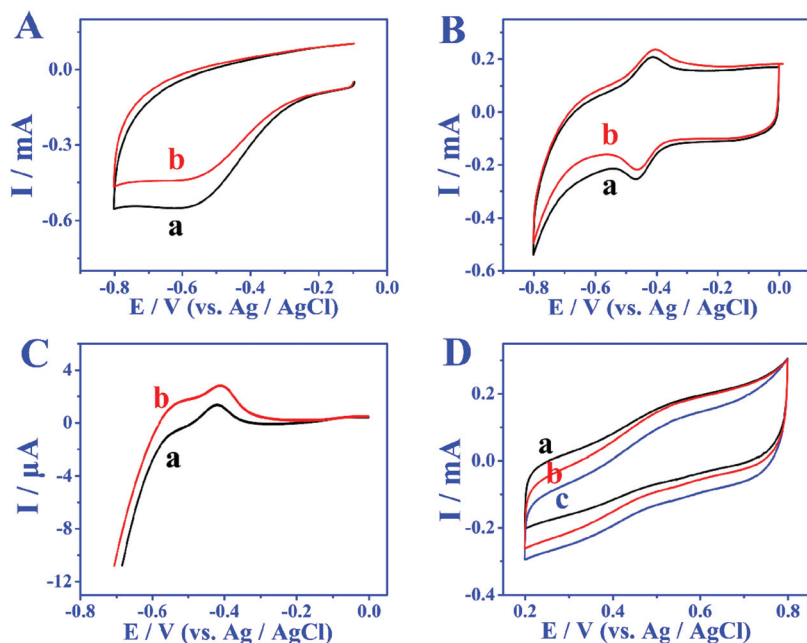 A
0.0
-0.3
-0.6
I / mA
b
a
-0.8
-0.6
-0.4
-0.2
0.0
E / V (vs. Ag / AgCl)
B
0.2
0.0
-0.2
-0.4
-0.6
I / mA
b
a
-0.8
-0.6
-0.4
-0.2
0.0
E / V (vs. Ag / AgCl)
C
4
0
-4
-8
-12
I / μA
b
a
-0.8
-0.6
-0.4
-0.2
0.0
E / V (vs. Ag / AgCl)
D
0.2
0.0
-0.2
-0.4
I / mA
a
b
c
0.2
0.4
0.6
0.8
E / V (vs. Ag / AgCl)